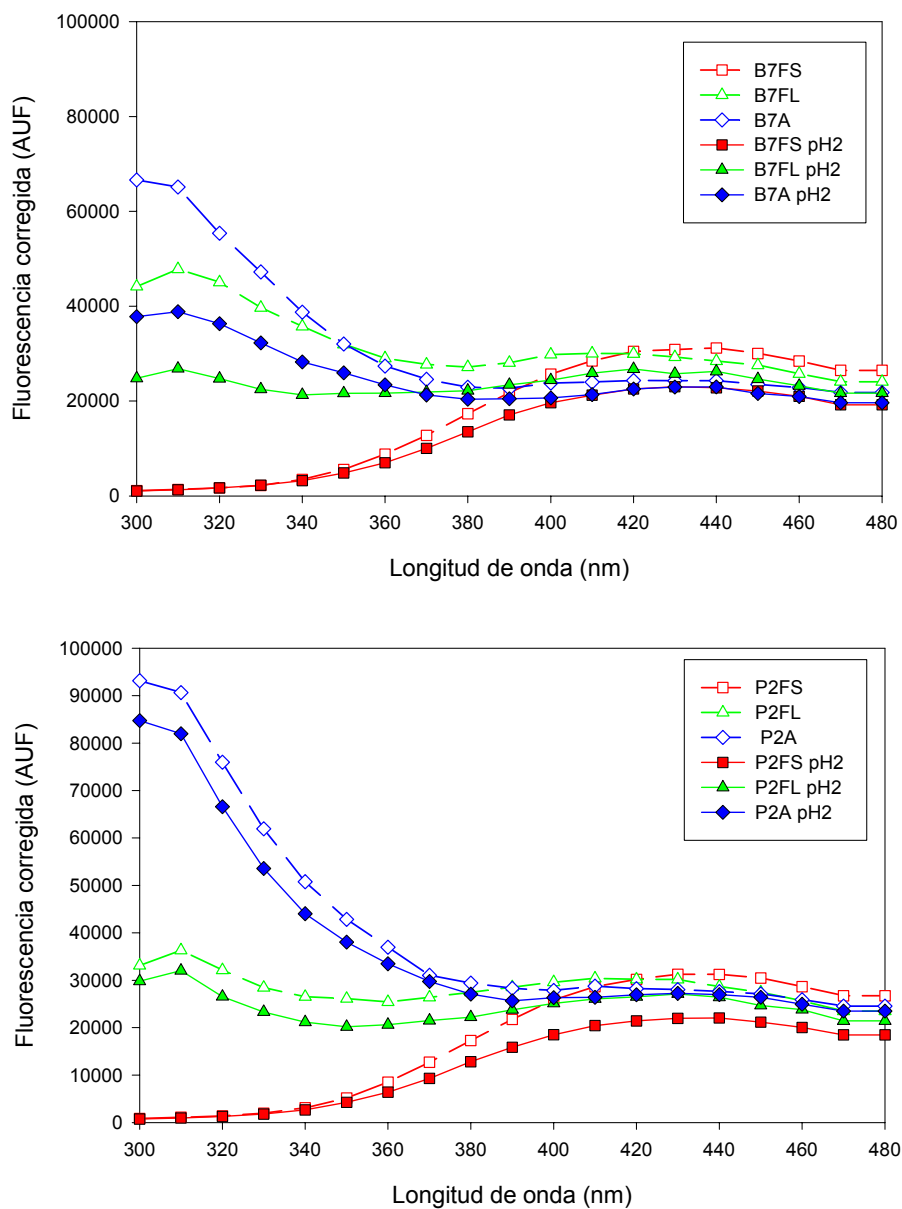 100000
80000
60000
40000
20000
0
Fluorescencia corregida (AUF)
B7FS
B7FL
B7A
B7FS pH2
B7FL pH2
B7A pH2
300 320 340 360 380 400 420 440 460 480
Longitud de onda (nm)
100000
90000
80000
70000
60000
50000
40000
30000
20000
10000
0
Fluorescencia corregida (AUF)
P2FS
P2FL
P2A
P2FS pH2
P2FL pH2
P2A pH2
300 320 340 360 380 400 420 440 460 480
Longitud de onda (nm)